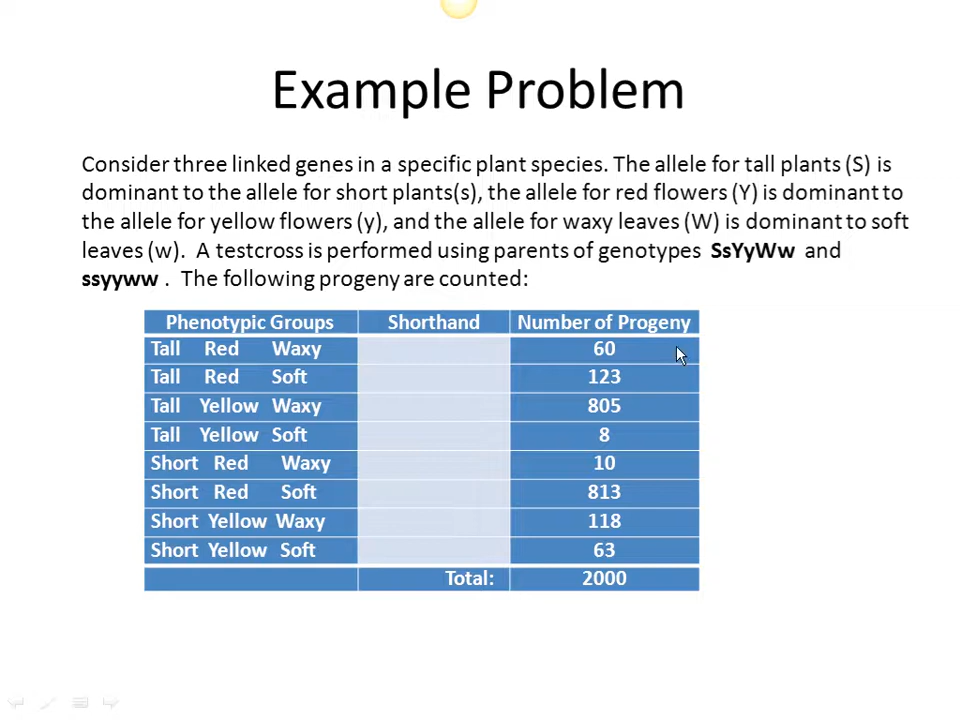 Example Problem
Consider three linked genes in a specific plant species. The allele for tall plants (S) is
dominant to the allele for short plants(s), the allele for red flowers (Y) is dominant to
the allele for yellow flowers (y), and the allele for waxy leaves (W) is dominant to soft
leaves (w). A testcross is performed using parents of genotypes SsYyWw and
ssyyww . The following progeny are counted:
Phenotypic Groups Shorthand Number of Progeny
Tall Red Waxy 60
Tall Red Soft 123
Tall Yellow Waxy 805
Tall Yellow Soft 8
Short Red Waxy 10
Short Red Soft 813
Short Yellow Waxy 118
Short Yellow Soft 63
Total: 2000